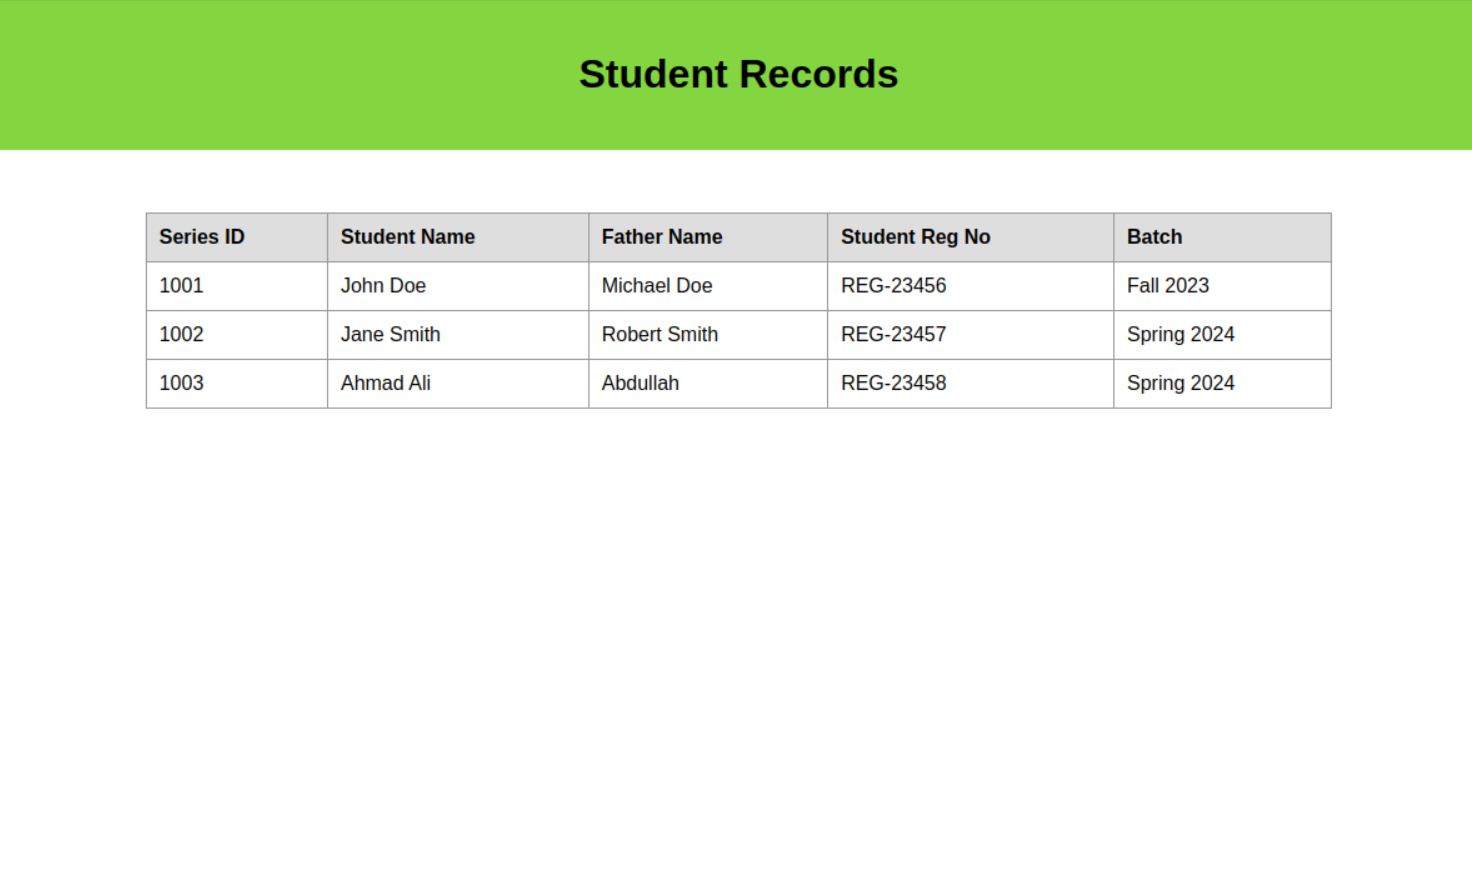 Student Records
Series ID Student Name Father Name Student Reg No Batch
1001 John Doe Michael Doe REG-23456 Fall 2023
1002 Jane Smith Robert Smith REG-23457 Spring 2024
1003 Ahmad Ali Abdullah REG-23458 Spring 2024